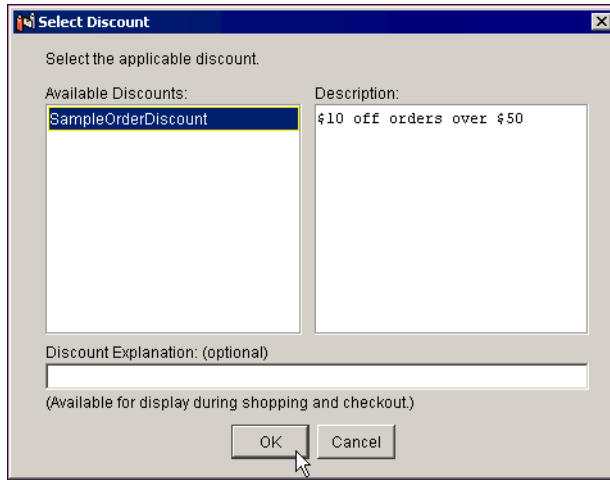 Select Discount
Select the applicable discount.
Available Discounts:
Description:
SampleOrderDiscount
$10 off orders over $50
Discount Explanation: (optional)
(Available for display during shopping and checkout.)
OK
Cancel